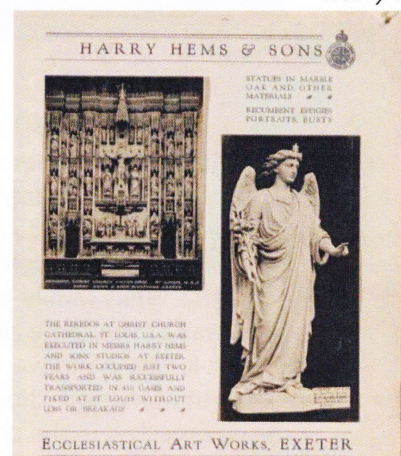 HARRY HEMS & SONS
STATUES IN MARBLE
OAK AND OTHER
MATERIALS
RECUMBENT EFFIGIES
PORTRAITS, BUSTS
THE REREDOS AT CHRIST CHURCH
CATHEDRAL, ST. LOUIS, U.S.A. WAS
EXECUTED IN MESSRS HARRY HEMS
AND SONS STUDIOS AT EXETER
THE WORK OCCUPIED JUST TWO
YEARS AND WAS SUCCESSFULLY
TRANSPORTED IN 455 CASES AND
FIXED AT ST. LOUIS WITHOUT
LOSS OR BREAKAGE
ECCLESIASTICAL ART WORKS, EXETER